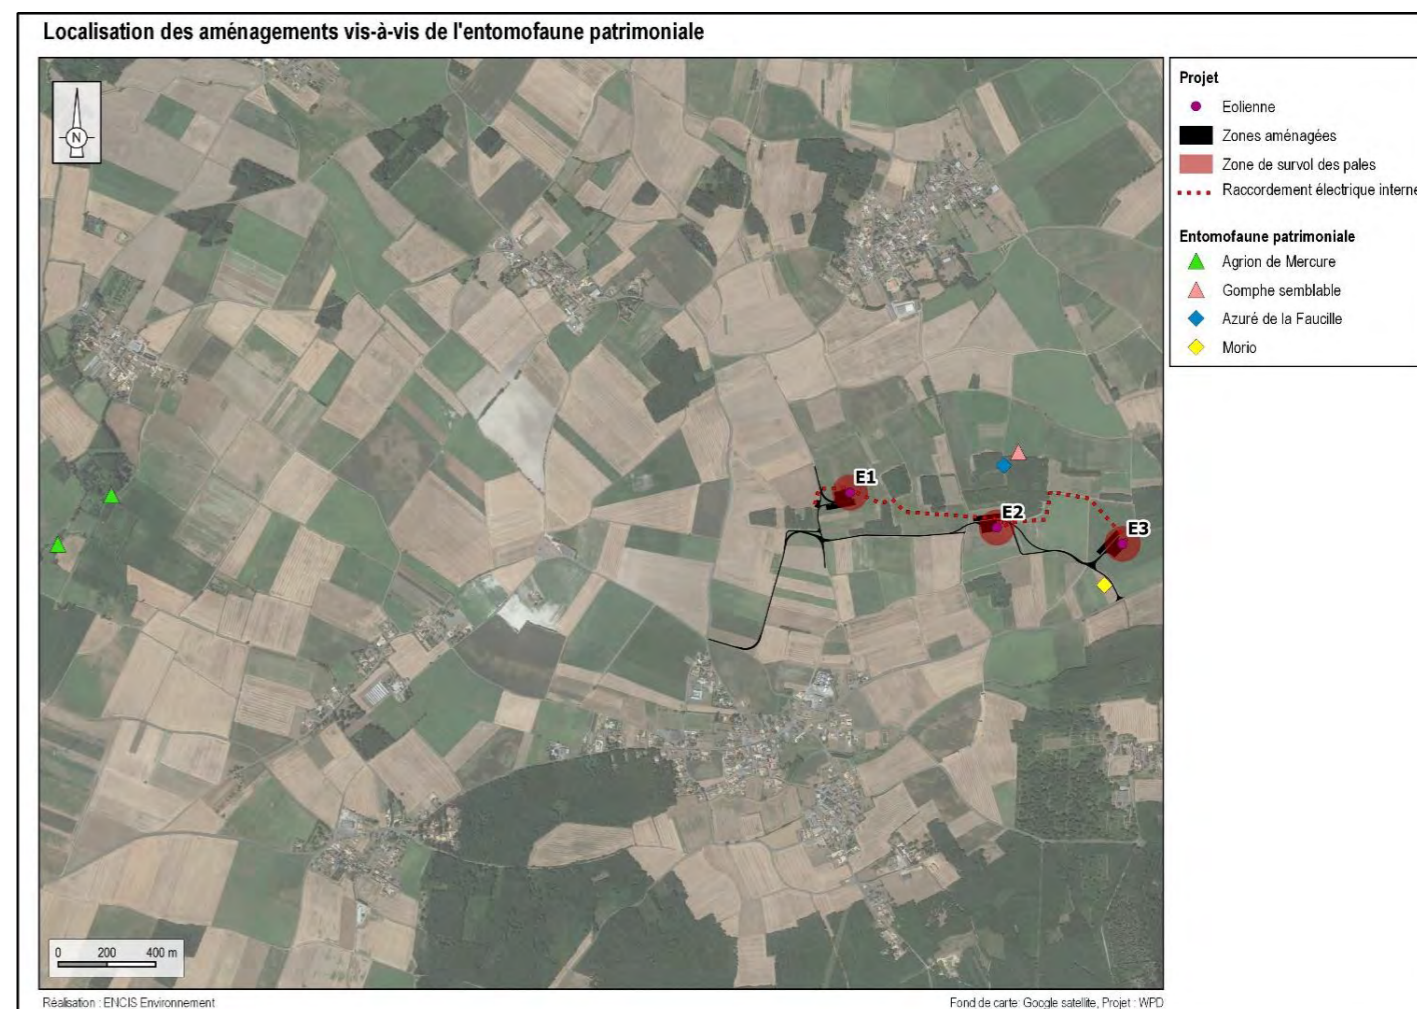 Localisation des aménagements vis-à-vis de l'entomofaune patrimoniale
N
Projet
Eolienne
Zones aménagées
Zone de survol des pales
Raccordement électrique interne
Entomofaune patrimoniale
Agrion de Mercure
Gomphe semblable
Azuré de la Faucille
Morio
E1
E2
E3
0 200 400 m
Réalisation : ENCIS Environnement
Fond de carte: Google satellite, Projet : WPD